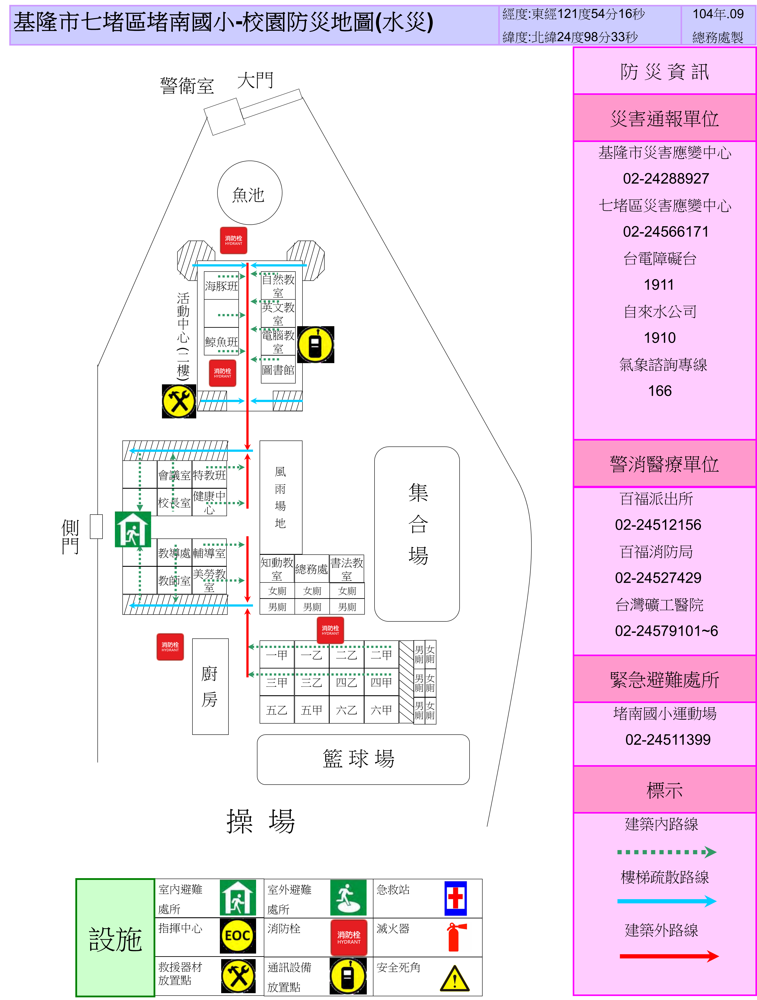 基隆市七堵區堵南國小-校園防災地圖(水災)
經度:東經121度54分16秒
緯度:北緯24度98分33秒
104年.09
總務處製
警衛室
大門
魚池
消防栓
HYDRANT
活動中心(二樓)
海豚班
鯨魚班
自然教
室
英文教
室
電腦教
室
圖書館
消防栓
HYDRANT
會議室
特教班
校長室
健康中
心
側門
教導處
輔導室
教師室
美勞教
室
風雨場地
集合場
知動教
室
總務處
書法教
室
女廁
女廁
女廁
男廁
男廁
男廁
消防栓
HYDRANT
消防栓
HYDRANT
廚房
一甲
一乙
二乙
二甲
三甲
三乙
四乙
四甲
五乙
五甲
六乙
六甲
男廁
女廁
男廁
女廁
男廁
女廁
籃球場
操場
防災資訊
災害通報單位
基隆市災害應變中心
02-24288927
七堵區災害應變中心
02-24566171
台電障礙台
1911
自來水公司
1910
氣象諮詢專線
166
警消醫療單位
百福派出所
02-24512156
百福消防局
02-24527429
台灣礦工醫院
02-24579101~6
緊急避難處所
堵南國小運動場
02-24511399
標示
建築內路線
樓梯疏散路線
建築外路線
設施
室內避難
處所
室外避難
處所
急救站
指揮中心
EOC
消防栓
消防栓
HYDRANT
滅火器
救援器材
放置點
通訊設備
放置點
安全死角